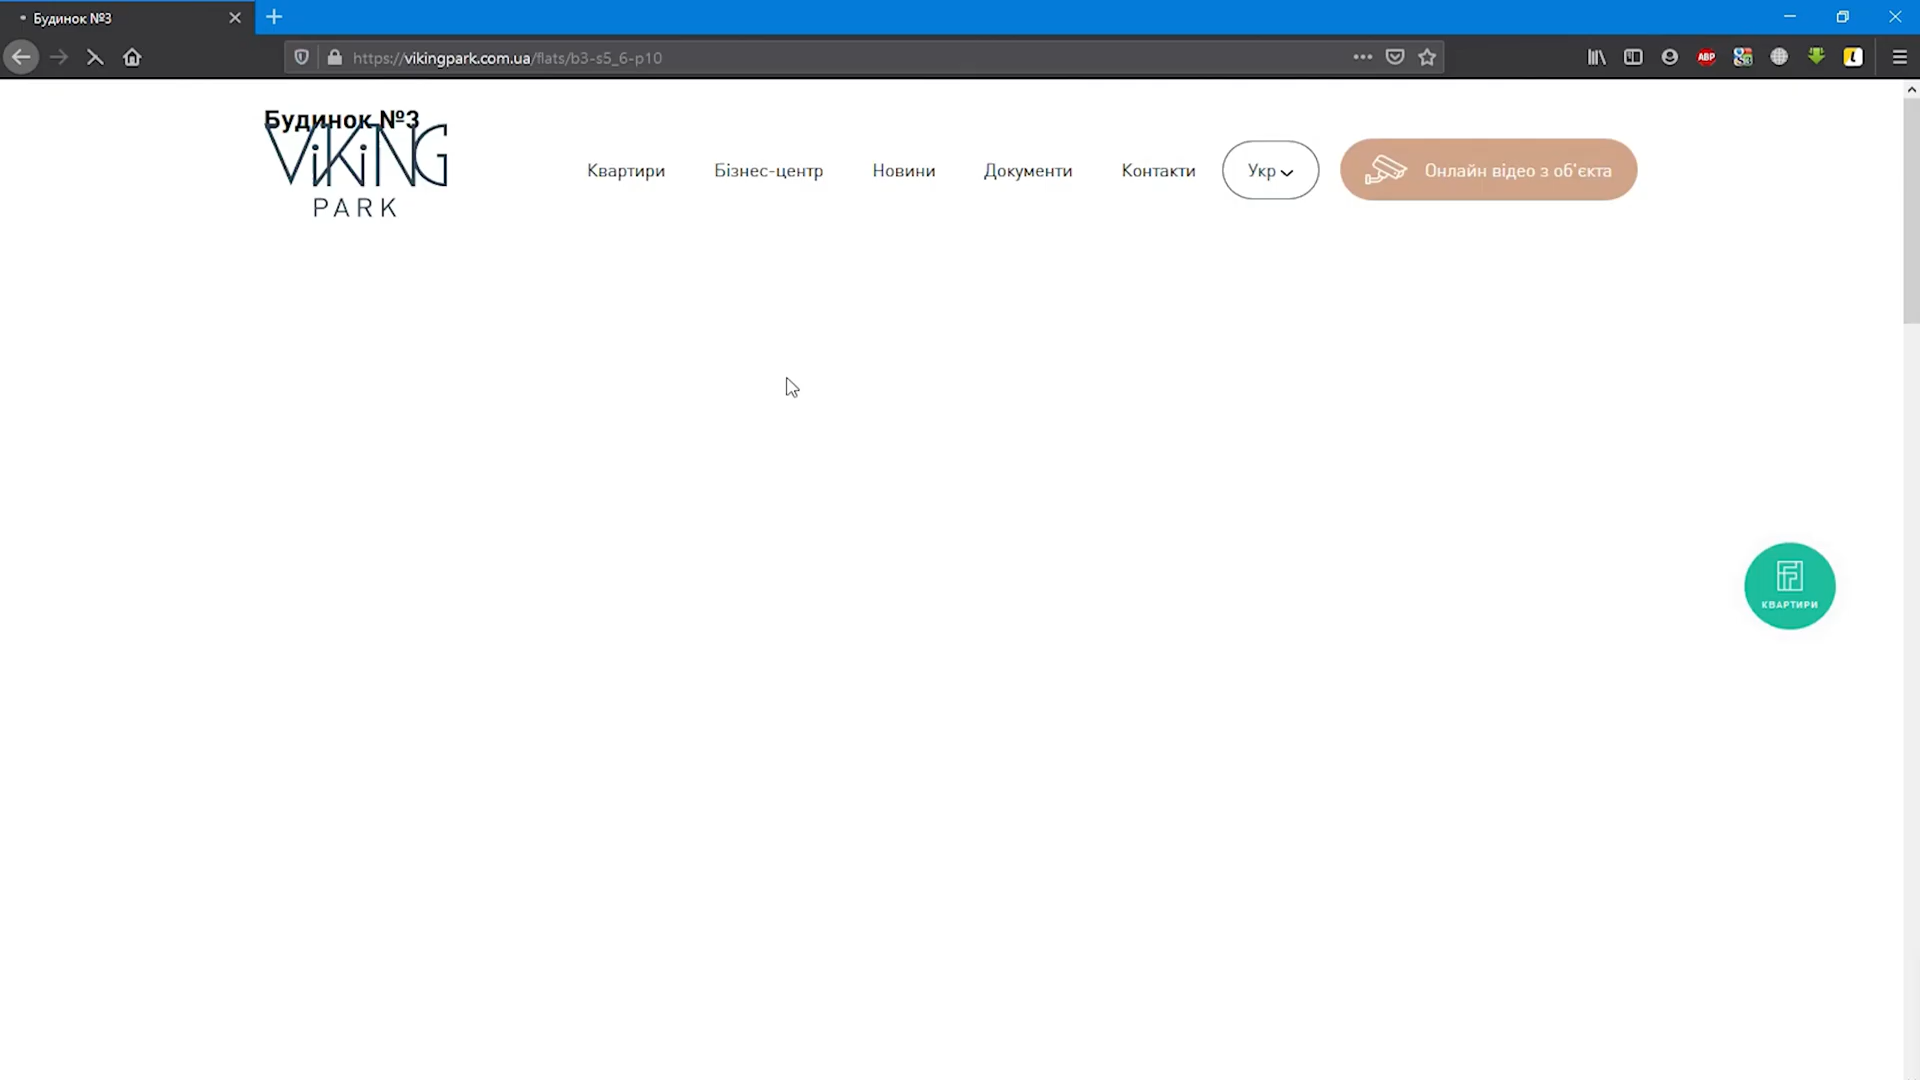 Будинок №3
https://vikingpark.com.ua/flats/b3-s5_6-p10
ABP
Будинок №3
ViKiNG
PARK
Квартири
Бізнес-центр
Новини
Документи
Контакти
Укр
Онлайн відео з об'єкта
КВАРТИРИ